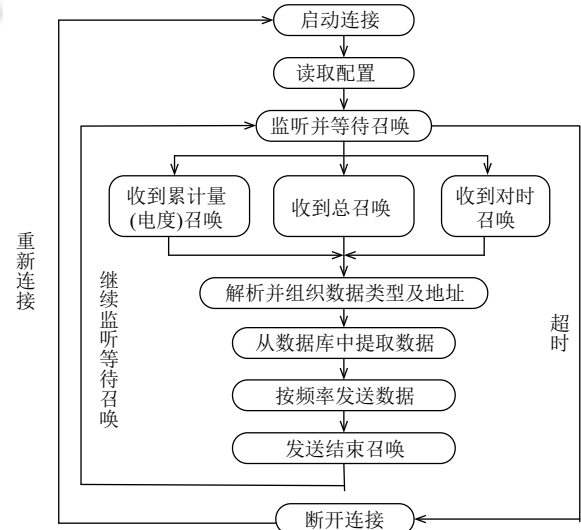 启动连接
读取配置
监听并等待召唤
收到累计量
(电度)召唤
收到总召唤
收到对时
召唤
解析并组织数据类型及地址
从数据库中提取数据
按频率发送数据
发送结束召唤
断开连接
重新连接
继续监听等待召唤
超时